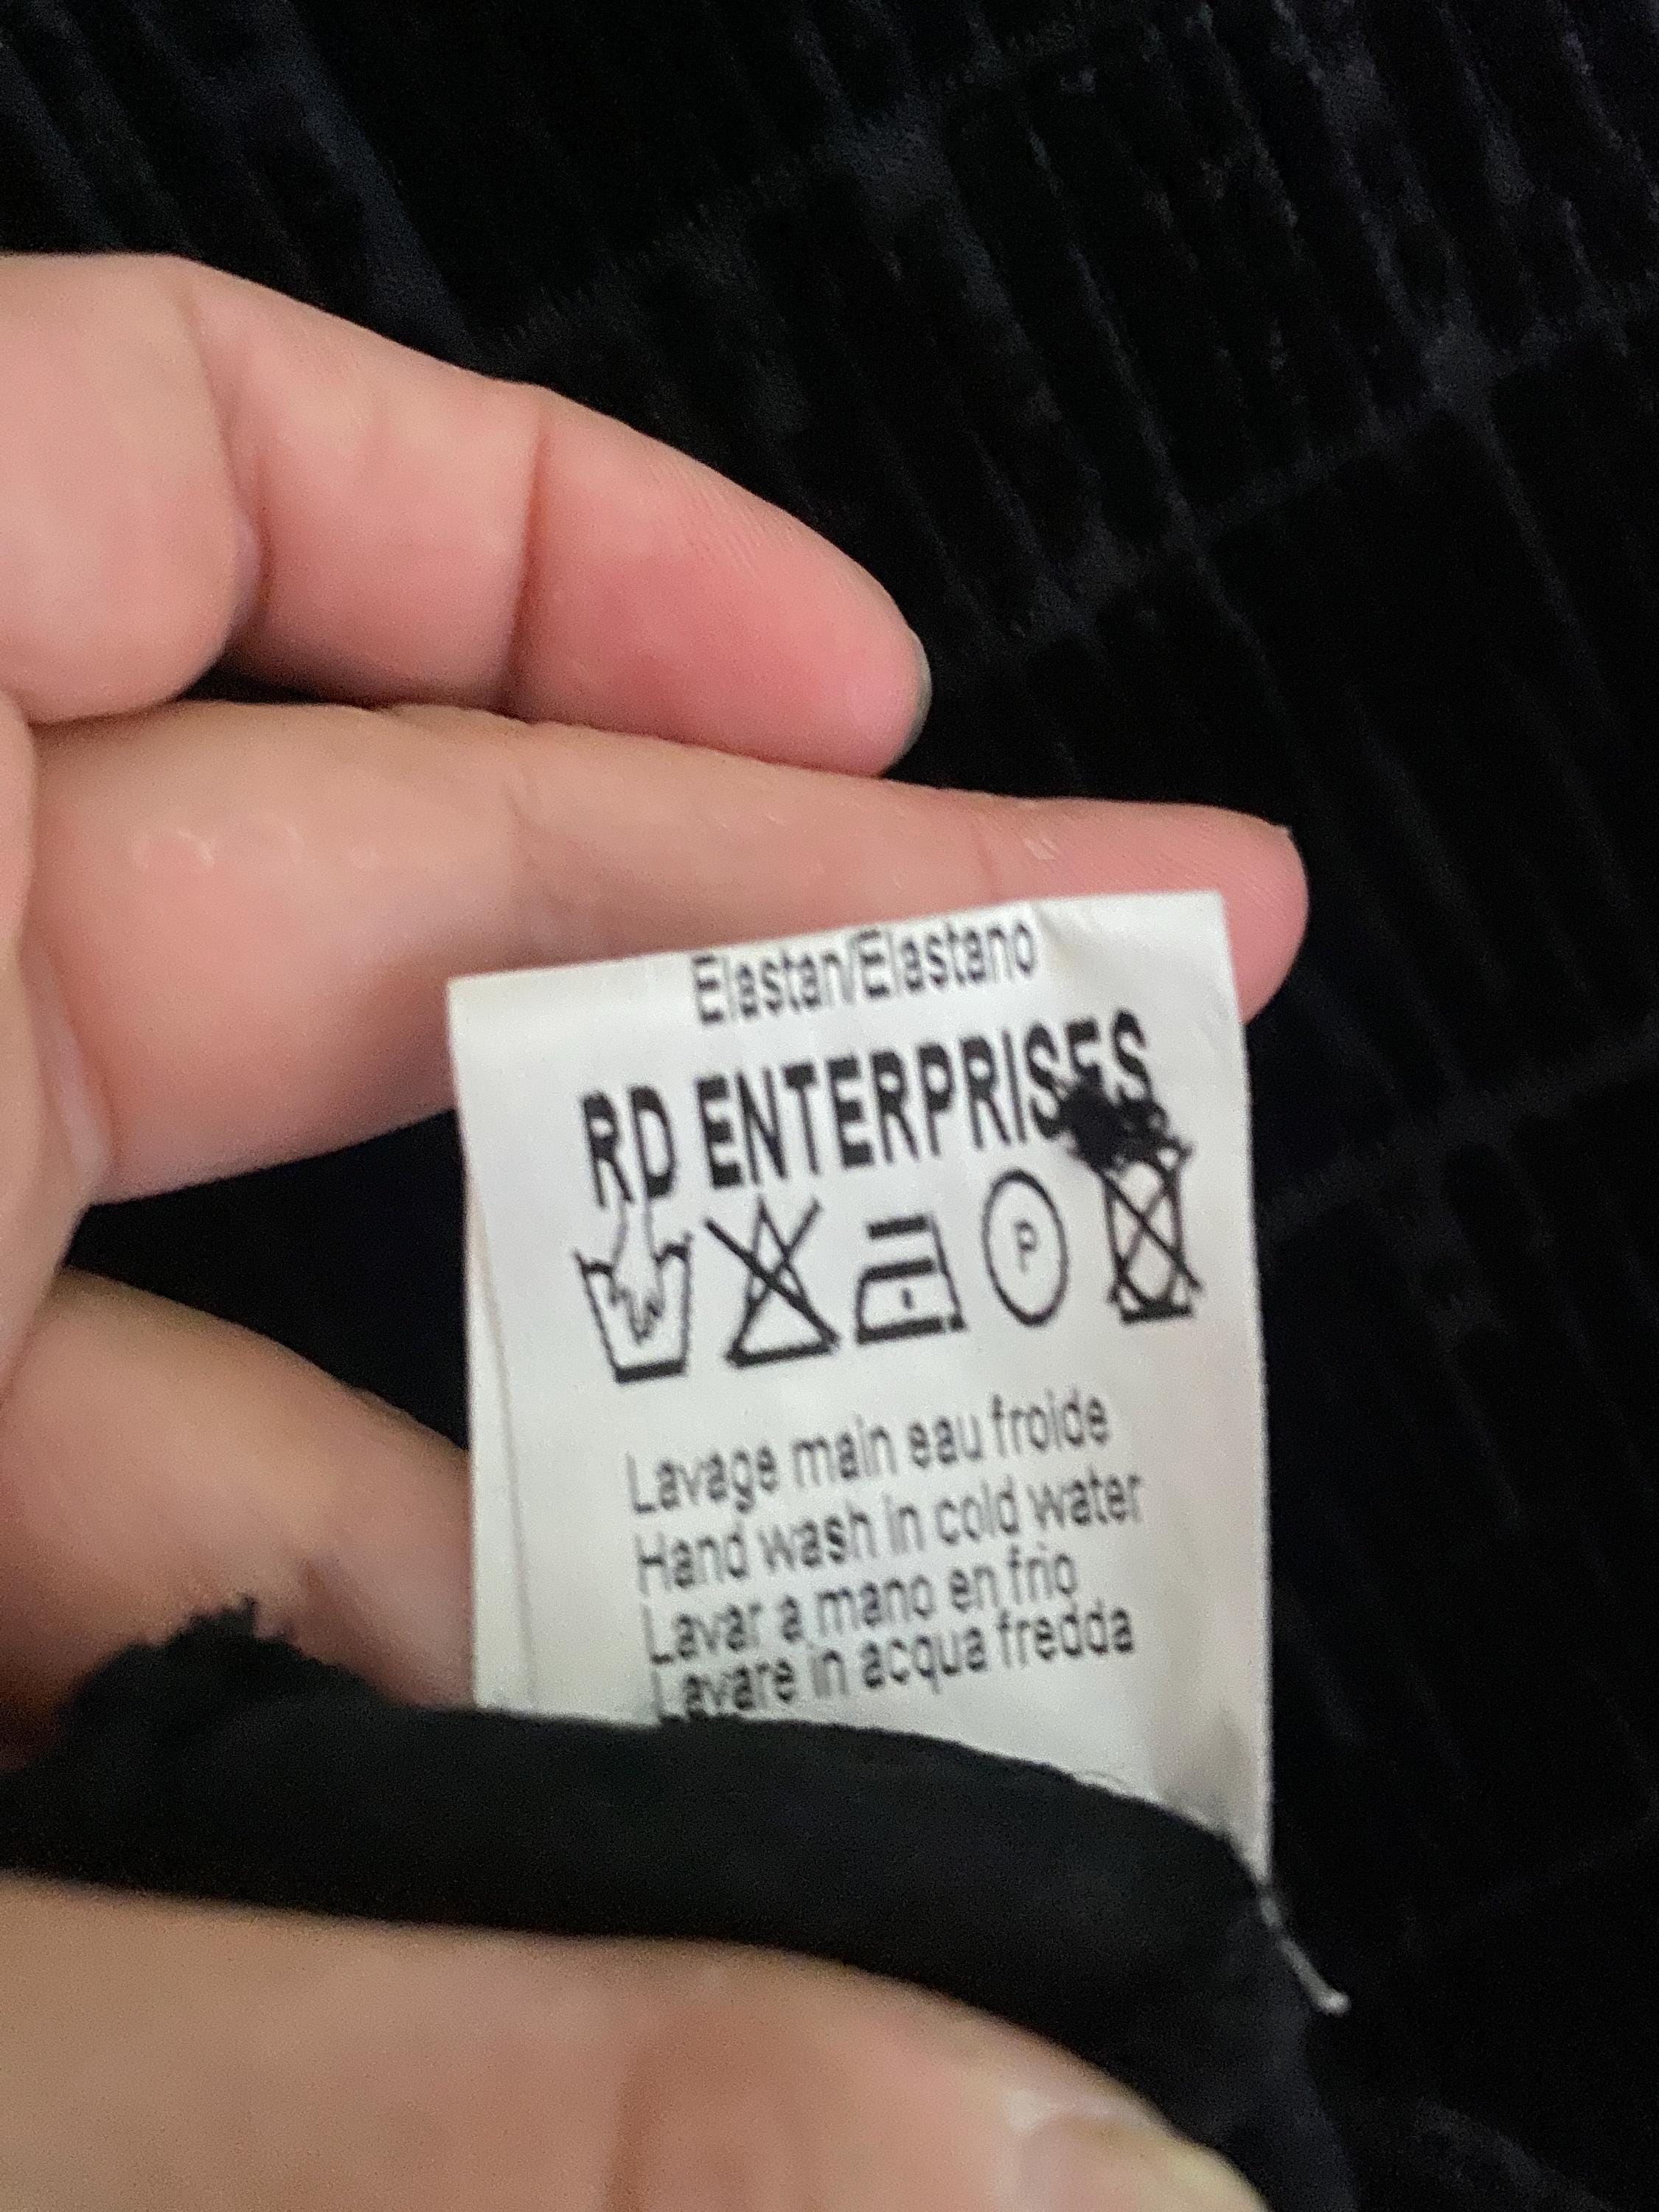 Elastan/Elastano
RD ENTERPRISES
P
Lavage main eau froide
Hand wash in cold water
Lavar a mano en frio
Lavare in acqua fredda